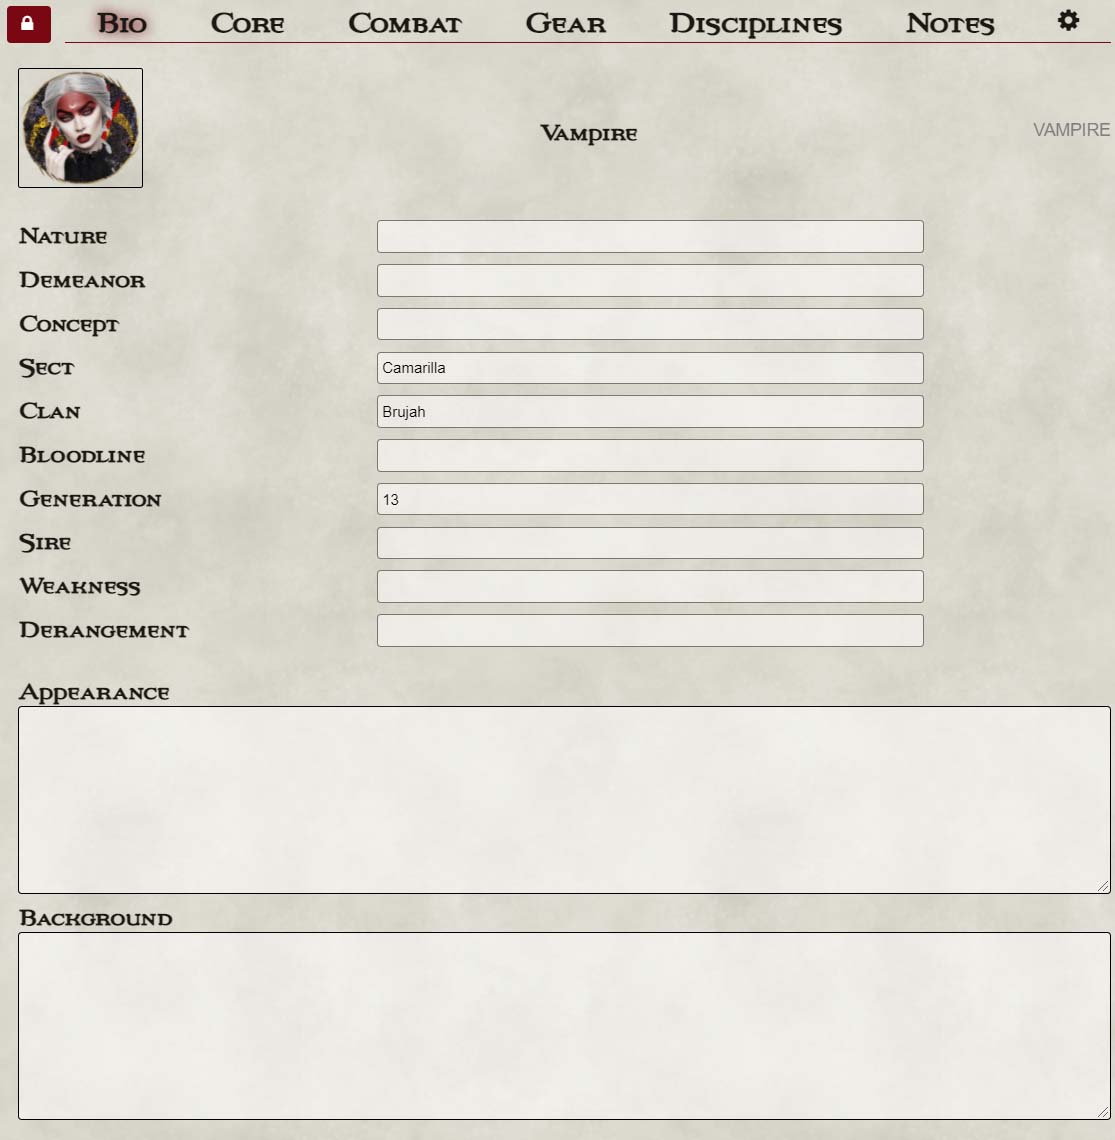 Bio Core Combat Gear Disciplines Notes
Vampire VAMPIRE
Nature
Demeanor
Concept
Sect Camarilla
Clan Brujah
Bloodline
Generation 13
Sire
Weakness
Derangement
Appearance
Background